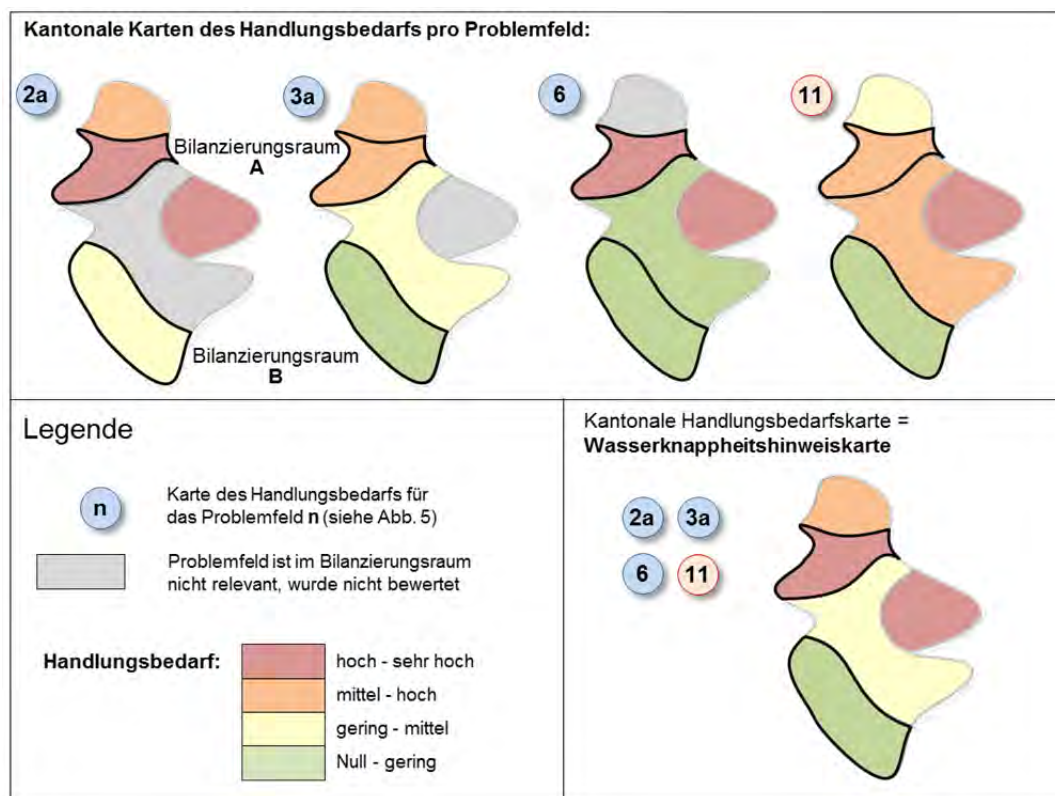 Kantonale Karten des Handlungsbedarfs pro Problemfeld:
2a
3a
6
11
Bilanzierungsraum
A
Bilanzierungsraum
B
Legende
n
Karte des Handlungsbedarfs für
das Problemfeld n (siehe Abb. 5)
Problemfeld ist im Bilanzierungsraum
nicht relevant, wurde nicht bewertet
Handlungsbedarf:
hoch - sehr hoch
mittel - hoch
gering - mittel
Null - gering
Kantonale Handlungsbedarfskarte =
Wasserknappheitshinweiskarte
2a 3a
6 11